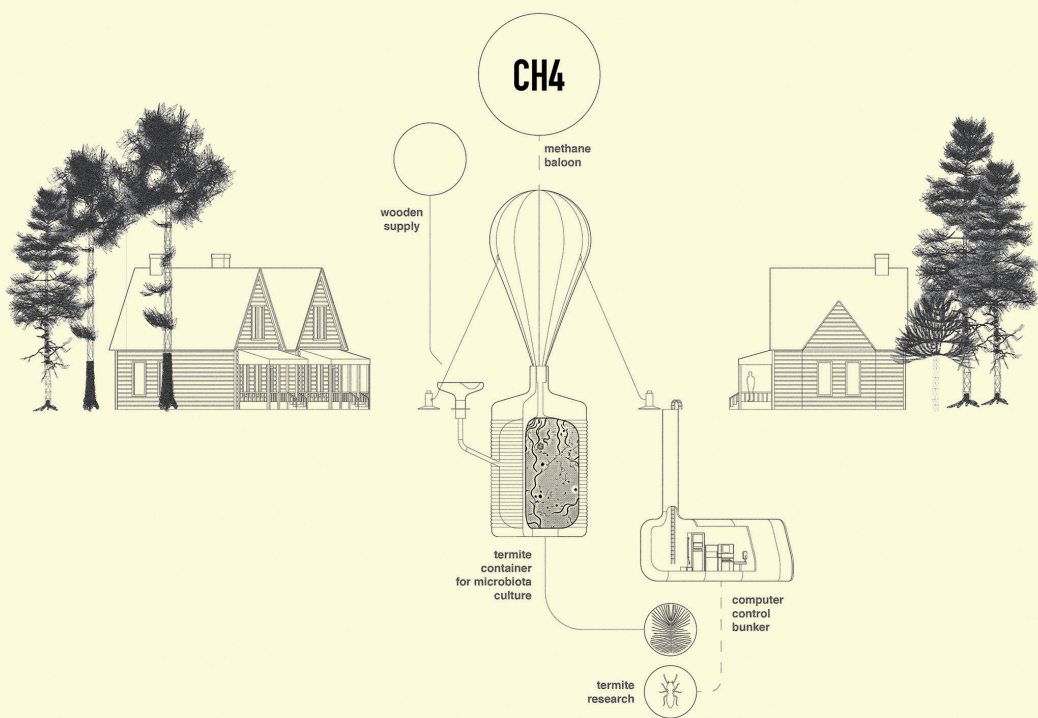 CH4
methane
baloon
wooden
supply
termite
container
for microbiota
culture
computer
control
bunker
termite
research